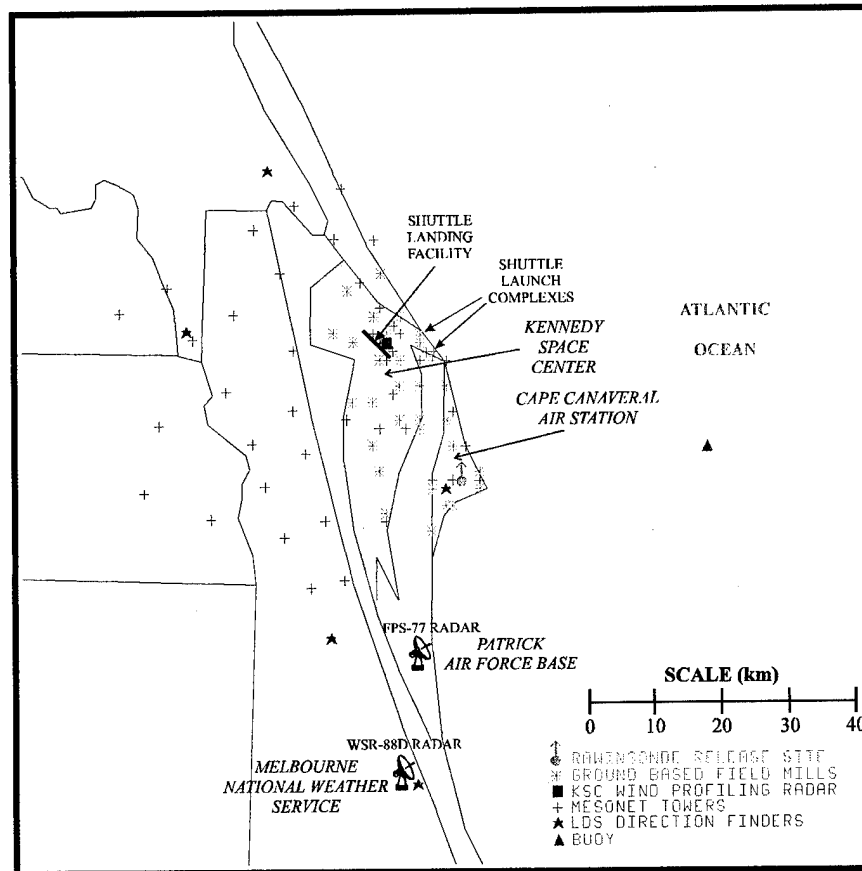 SHUTTLE
LANDING
FACILITY
SHUTTLE
LAUNCH
COMPLEXES
ATLANTIC
OCEAN
KENNEDY
SPACE
CENTER
CAPE CANAVERAL
AIR STATION
FPS-77 RADAR
PATRICK
AIR FORCE BASE
WSR-88D RADAR
MELBOURNE
NATIONAL WEATHER
SERVICE
SCALE (km)
0 10 20 30 40
RAWINSONDE RELEASE SITE
GROUND BASED FIELD MILLS
KSC WIND PROFILING RADAR
MESONET TOWERS
LDS DIRECTION FINDERS
BUOY